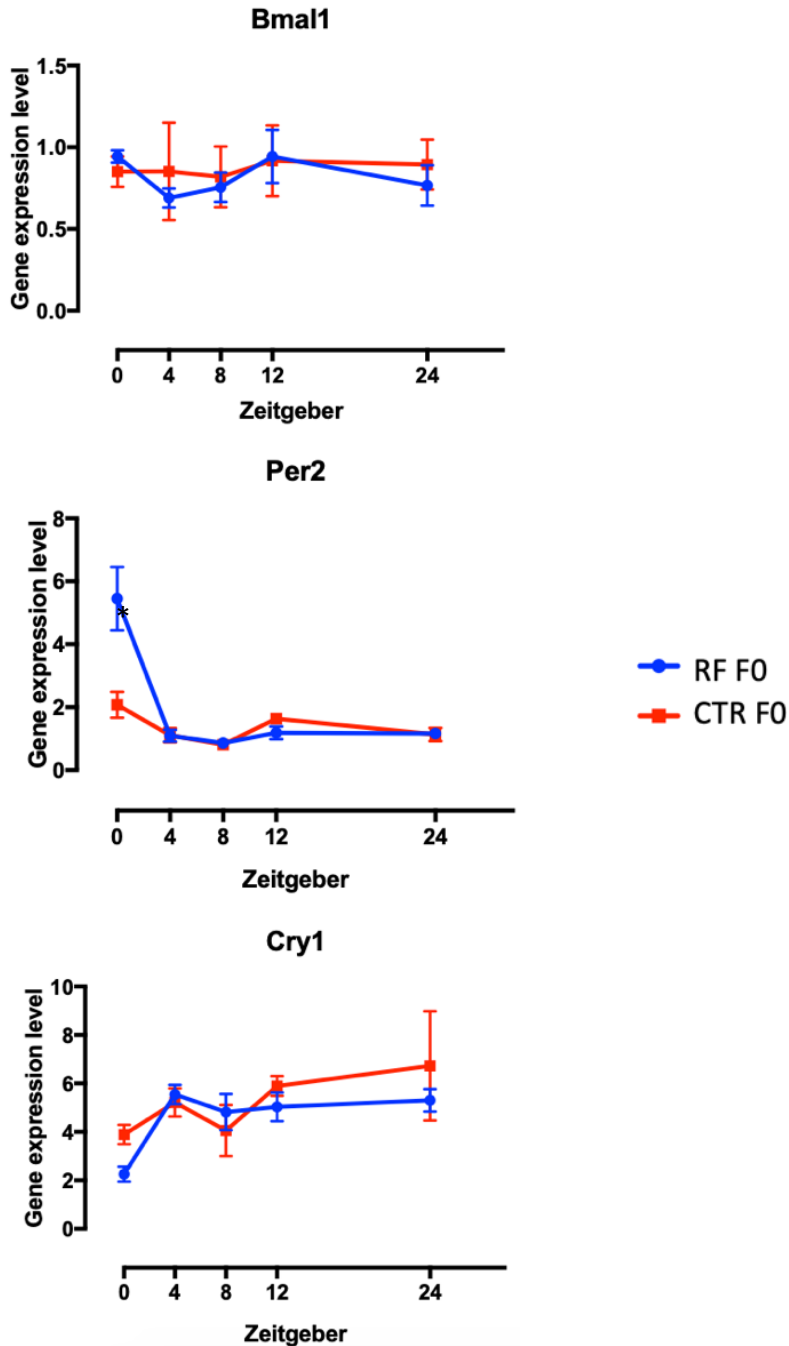 Bmal1
Gene expression level
1.5
1.0
0.5
0.0
0 4 8 12 24
Zeitgeber
Per2
Gene expression level
8
6
4
2
0
*
0 4 8 12 24
Zeitgeber
RF F0
CTR F0
Cry1
Gene expression level
10
8
6
4
2
0
0 4 8 12 24
Zeitgeber